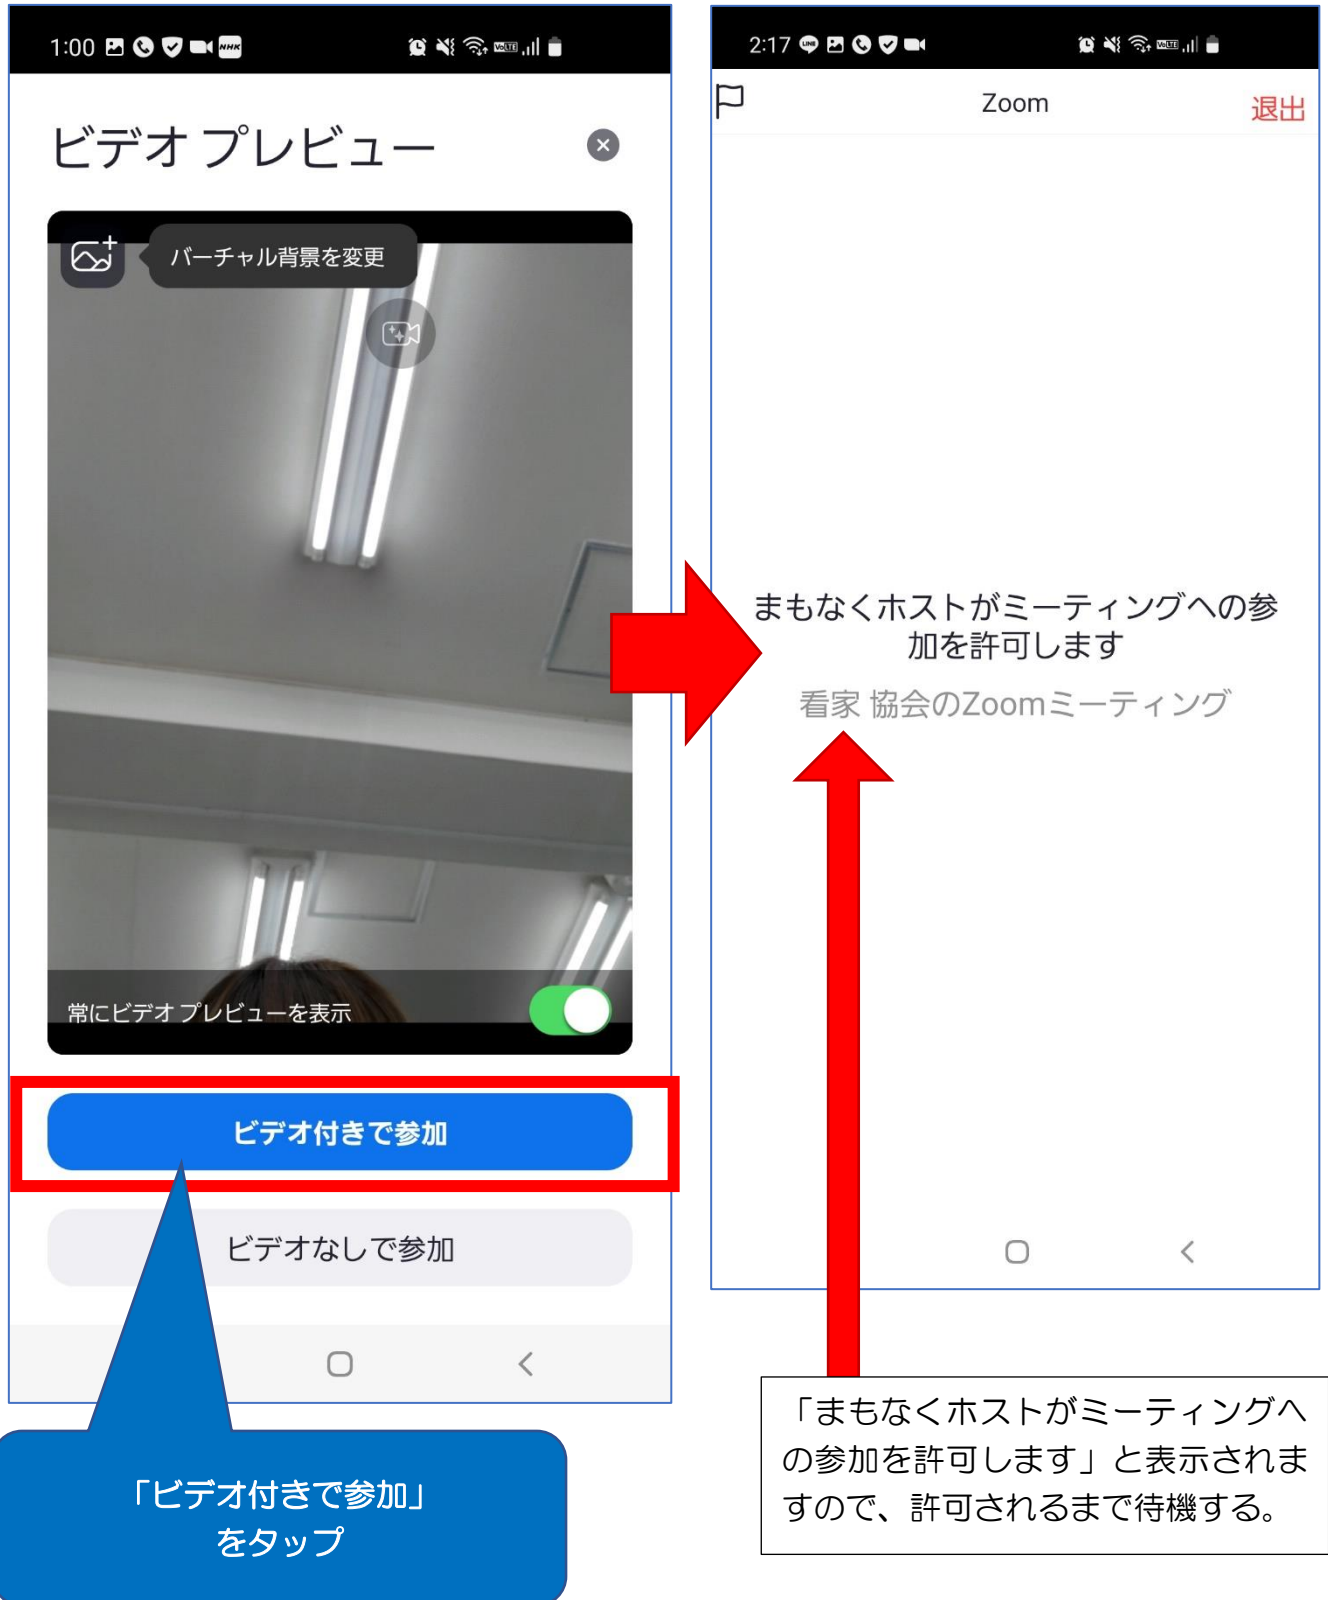 1:00
NHK
VoLTE
ビデオ プレビュー
バーチャル背景を変更
常にビデオ プレビューを表示
ビデオ付きで参加
ビデオなしで参加
「ビデオ付きで参加」
をタップ
2:17
LINE
VoLTE
Zoom
退出
まもなくホストがミーティングへの参
加を許可します
看家 協会のZoomミーティング
「まもなくホストがミーティングへ
の参加を許可します」と表示されま
すので、許可されるまで待機する。